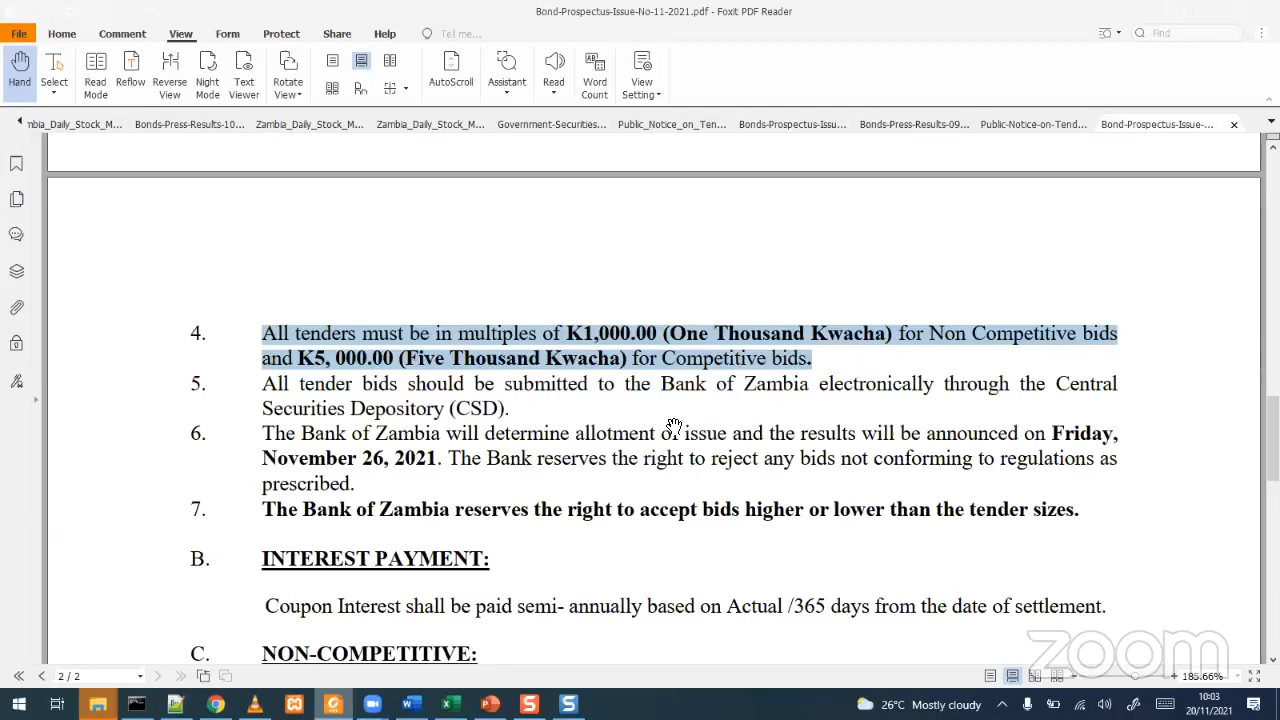 Bond-Prospectus-Issue-No-11-2021.pdf - Foxit PDF Reader
File Home Comment View Form Protect Share Help Tell me... Find
Hand Select Read Mode Reflow Reverse View Night Mode Text Viewer Rotate View AutoScroll Assistant Read Word Count View Setting
mbia_Daily_Stock_M... Bonds-Press-Results-10... Zambia_Daily_Stock_M... Zambia_Daily_Stock_M... Government-Securities... Public_Notice_on_Ten... Bonds-Prospectus-Issu... Bonds-Press-Results-09... Public-Notice-on-Tend... Bond-Prospectus-Issue-...
4. All tenders must be in multiples of K1,000.00 (One Thousand Kwacha) for Non Competitive bids
and K5, 000.00 (Five Thousand Kwacha) for Competitive bids.
5. All tender bids should be submitted to the Bank of Zambia electronically through the Central
Securities Depository (CSD).
6. The Bank of Zambia will determine allotment of issue and the results will be announced on Friday,
November 26, 2021. The Bank reserves the right to reject any bids not conforming to regulations as
prescribed.
7. The Bank of Zambia reserves the right to accept bids higher or lower than the tender sizes.
B. INTEREST PAYMENT:
Coupon Interest shall be paid semi- annually based on Actual /365 days from the date of settlement.
C. NON-COMPETITIVE:
zoom
2 / 2 185.66%
26°C Mostly cloudy 10:03
20/11/2021